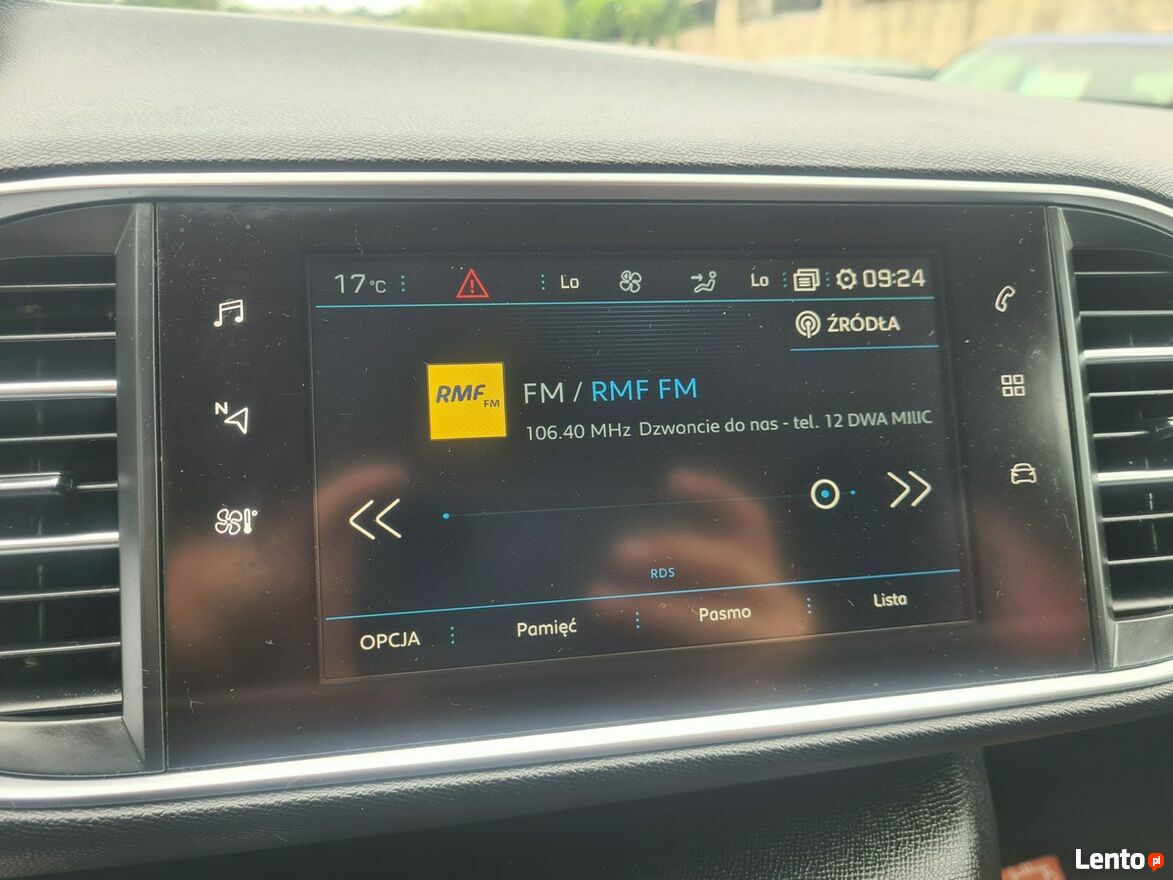 17°C Lo Lo 09:24
ŹRÓDŁA
RMF FM
FM / RMF FM
106.40 MHz Dzwoncie do nas - tel. 12 DWA MILIC
N
RDS
OPCJA Pamięć Pasmo Lista
Lento.pl